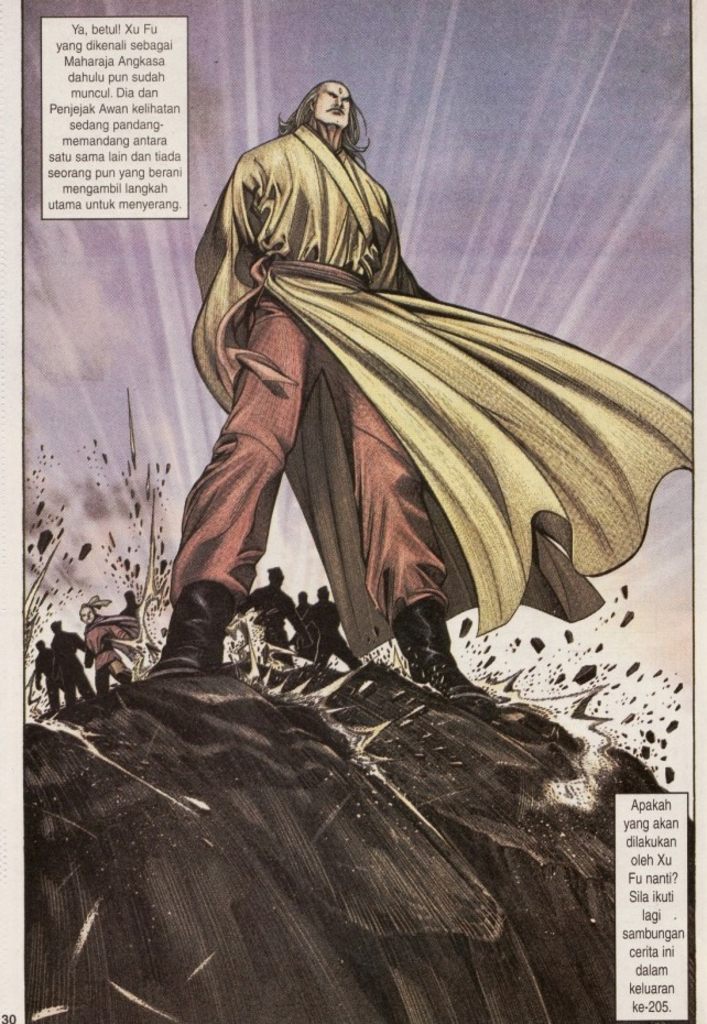 Ya, betul! Xu Fu
yang dikenali sebagai
Maharaja Angkasa
dahulu pun sudah
muncul. Dia dan
Penjejak Awan kelihatan
sedang pandang-
memandang antara
satu sama lain dan tiada
seorang pun yang berani
mengambil langkah
utama untuk menyerang.
Apakah
yang akan
dilakukan
oleh Xu
Fu nanti?
Sila ikuti
lagi
sambungan
cerita ini
dalam
keluaran
ke-205.
30